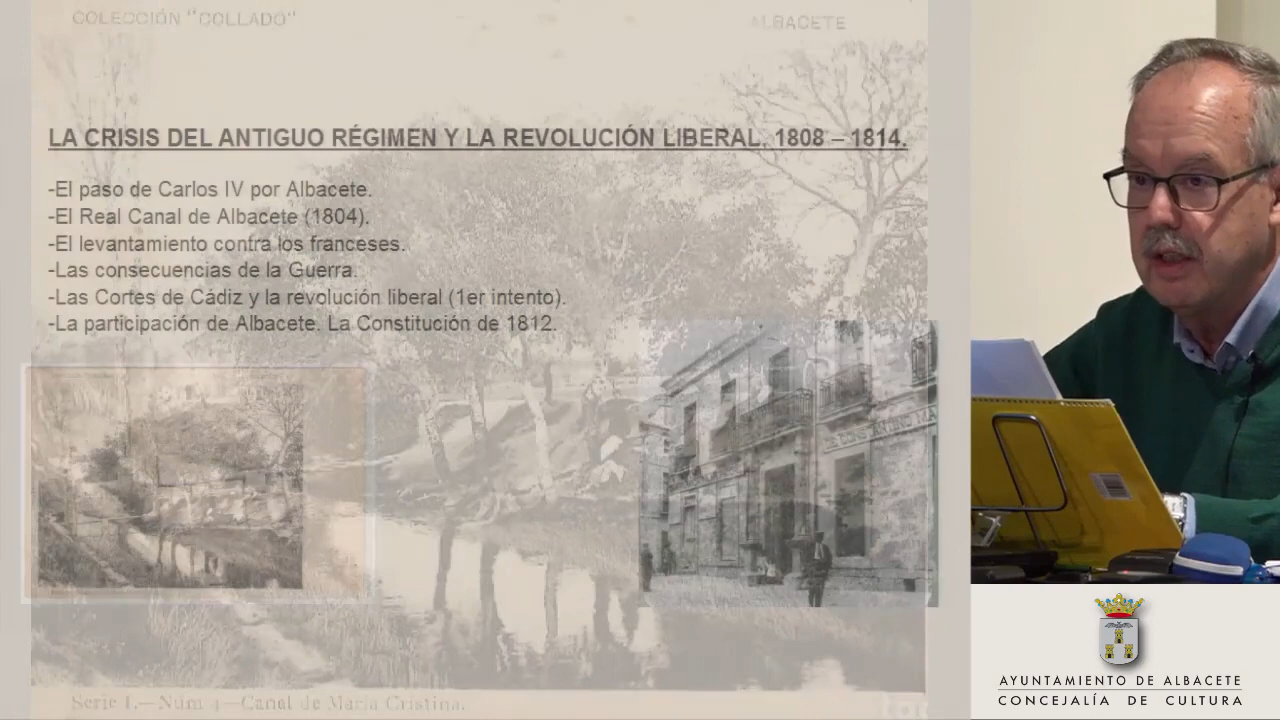 COLECCIÓN "COLLADO"
ALBACETE
LA CRISIS DEL ANTIGUO RÉGIMEN Y LA REVOLUCIÓN LIBERAL, 1808 – 1814.
-El paso de Carlos IV por Albacete.
-El Real Canal de Albacete (1804).
-El levantamiento contra los franceses.
-Las consecuencias de la Guerra.
-Las Cortes de Cádiz y la revolución liberal (1er intento).
-La participación de Albacete. La Constitución de 1812.
Serie I.—Núm 4—Canal de María Cristina.
AYUNTAMIENTO DE ALBACETE
CONCEJALÍA DE CULTURA